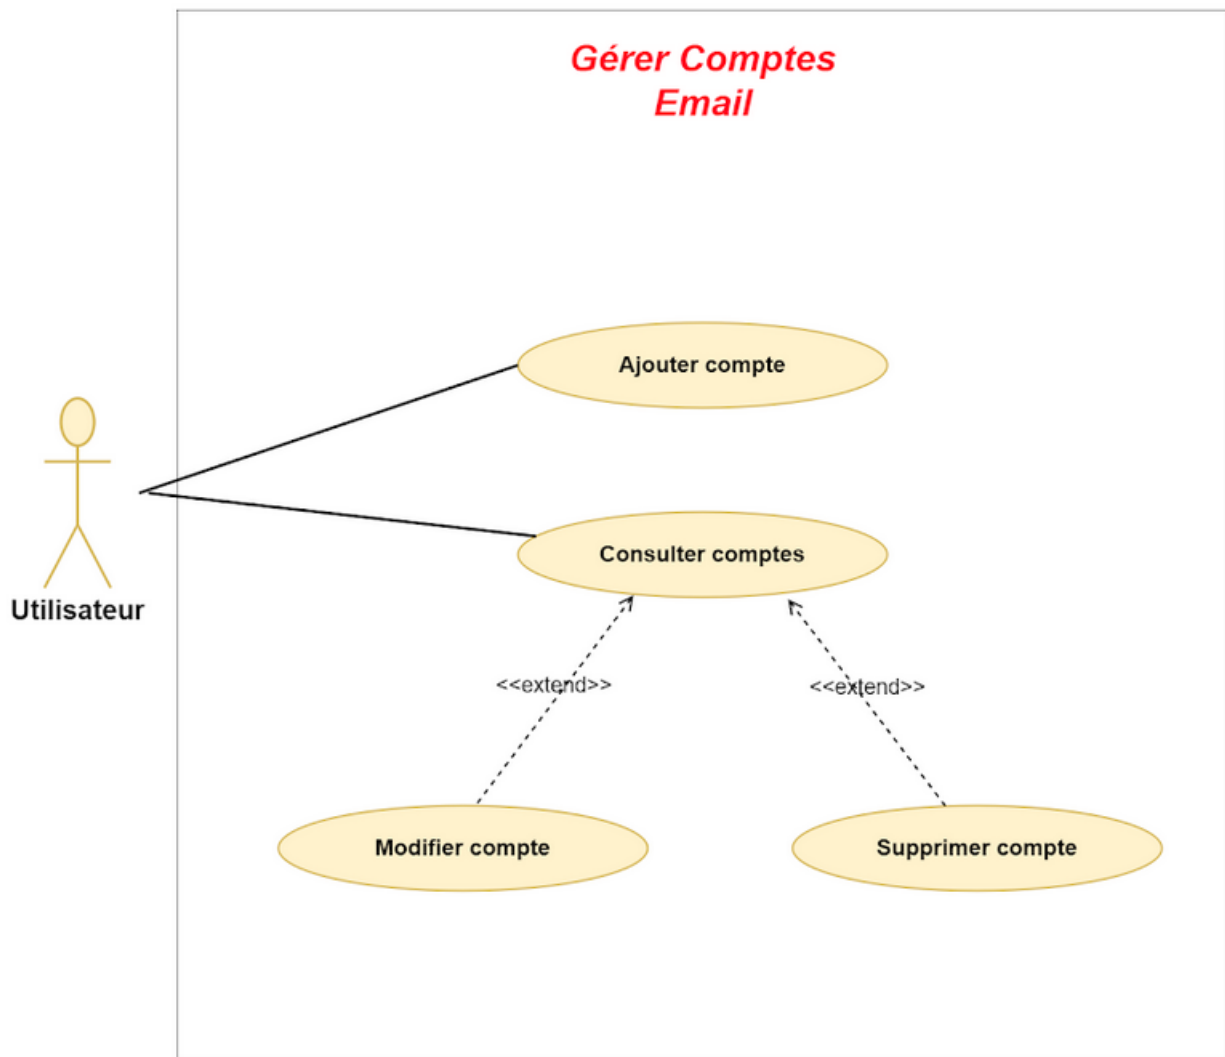 Gérer Comptes
Email
Ajouter compte
Consulter comptes
Utilisateur
<<extend>>
<<extend>>
Modifier compte
Supprimer compte